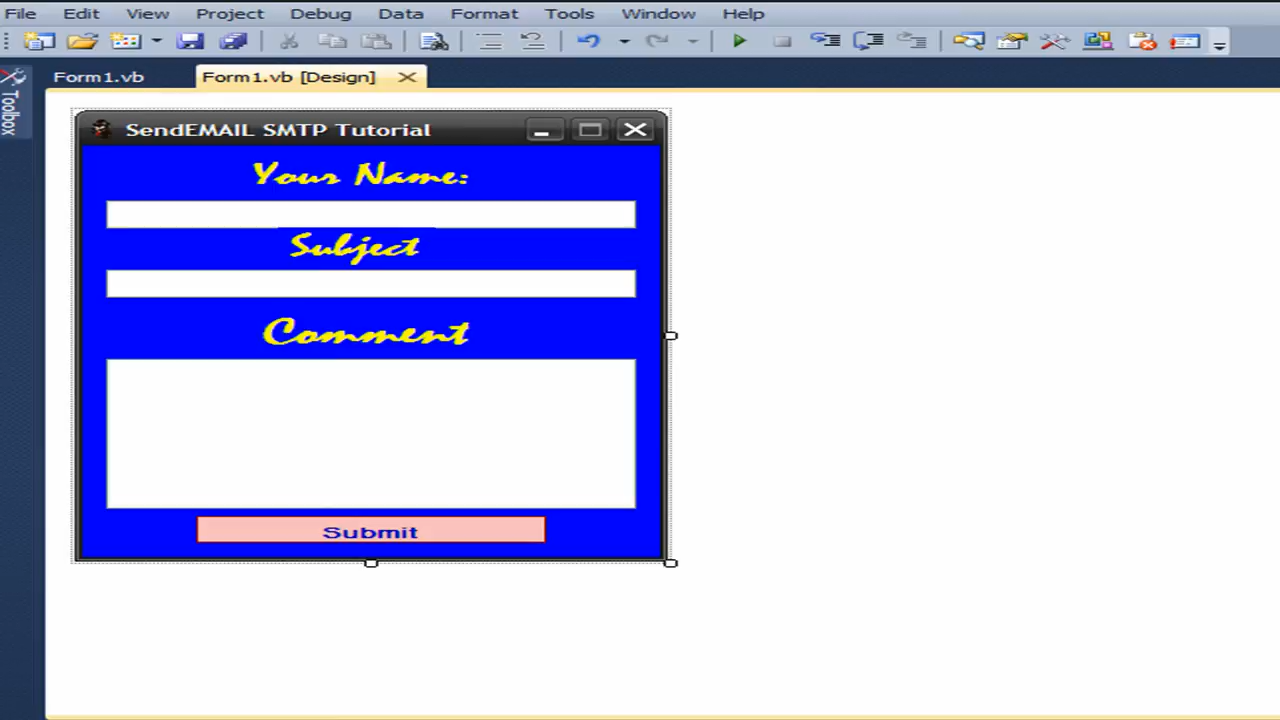 File Edit View Project Debug Data Format Tools Window Help
Form1.vb Form1.vb [Design]
Toolbox
SendEMAIL SMTP Tutorial
Your Name:
Subject
Comment
Submit